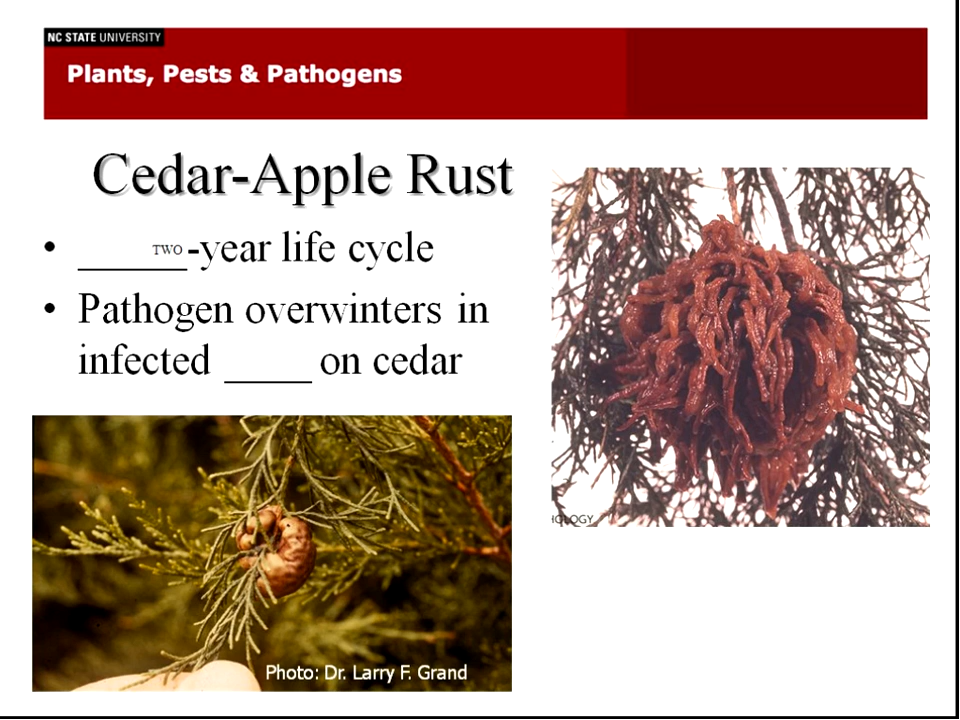 NC STATE UNIVERSITY
Plants, Pests & Pathogens
Cedar-Apple Rust
• _____TWO-year life cycle
• Pathogen overwinters in
infected ____ on cedar
HOLOGY
Photo: Dr. Larry F. Grand